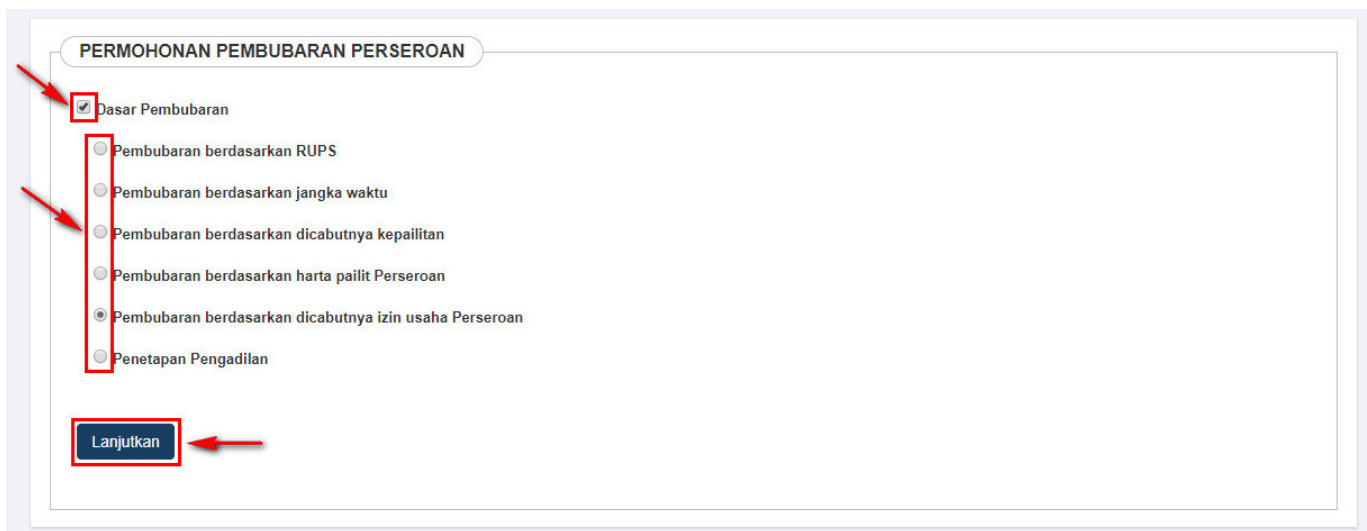 PERMOHONAN PEMBUBARAN PERSEROAN
Dasar Pembubaran
Pembubaran berdasarkan RUPS
Pembubaran berdasarkan jangka waktu
Pembubaran berdasarkan dicabutnya kepailitan
Pembubaran berdasarkan harta pailit Perseroan
Pembubaran berdasarkan dicabutnya izin usaha Perseroan
Penetapan Pengadilan
Lanjutkan